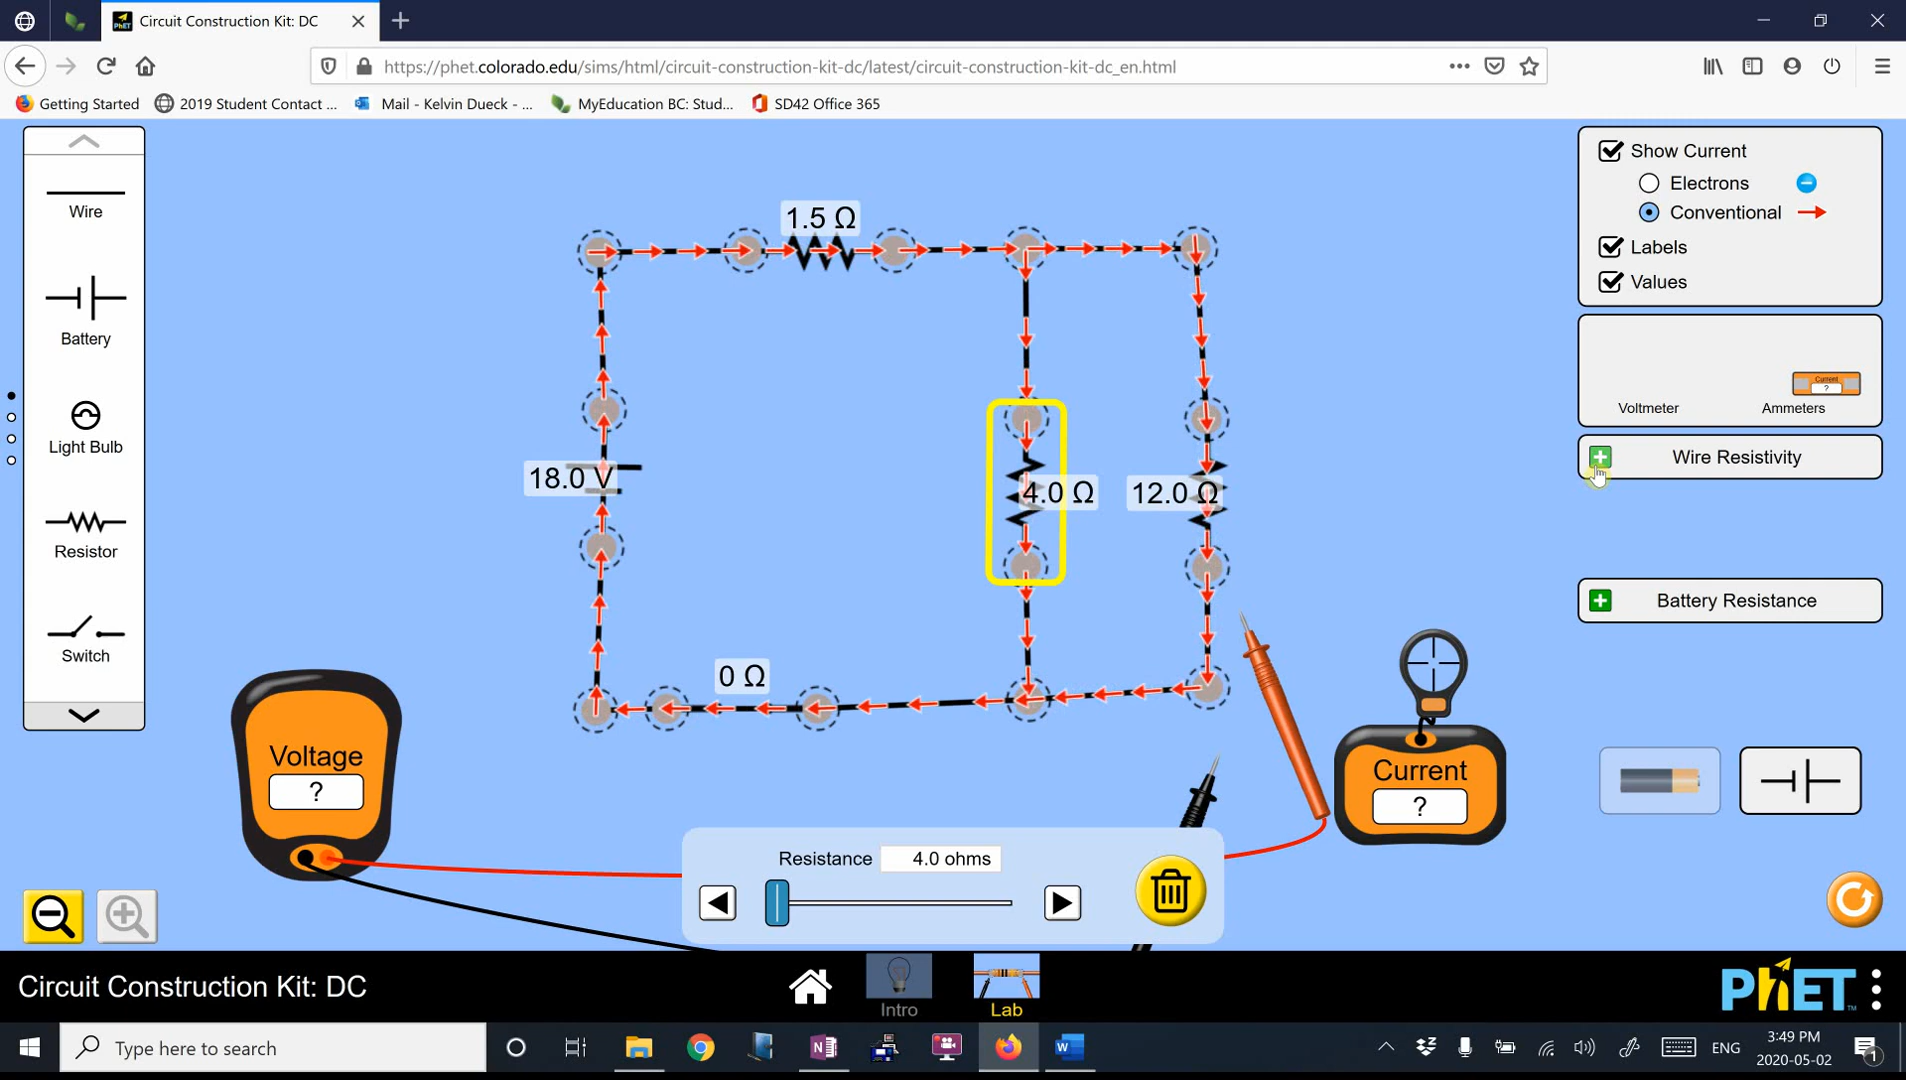 Circuit Construction Kit: DC
https://phet.colorado.edu/sims/html/circuit-construction-kit-dc/latest/circuit-construction-kit-dc_en.html
Getting Started
2019 Student Contact ...
Mail - Kelvin Dueck - ...
MyEducation BC: Stud...
SD42 Office 365
Wire
Battery
Light Bulb
Resistor
Switch
1.5 Ω
18.0 V
4.0 Ω
12.0 Ω
0 Ω
Show Current
Electrons
Conventional
Labels
Values
Current
?
Voltmeter
Ammeters
Wire Resistivity
Battery Resistance
Voltage
?
Current
?
Resistance
4.0 ohms
Circuit Construction Kit: DC
Intro
Lab
PhET
Type here to search
ENG
3:49 PM
2020-05-02
1